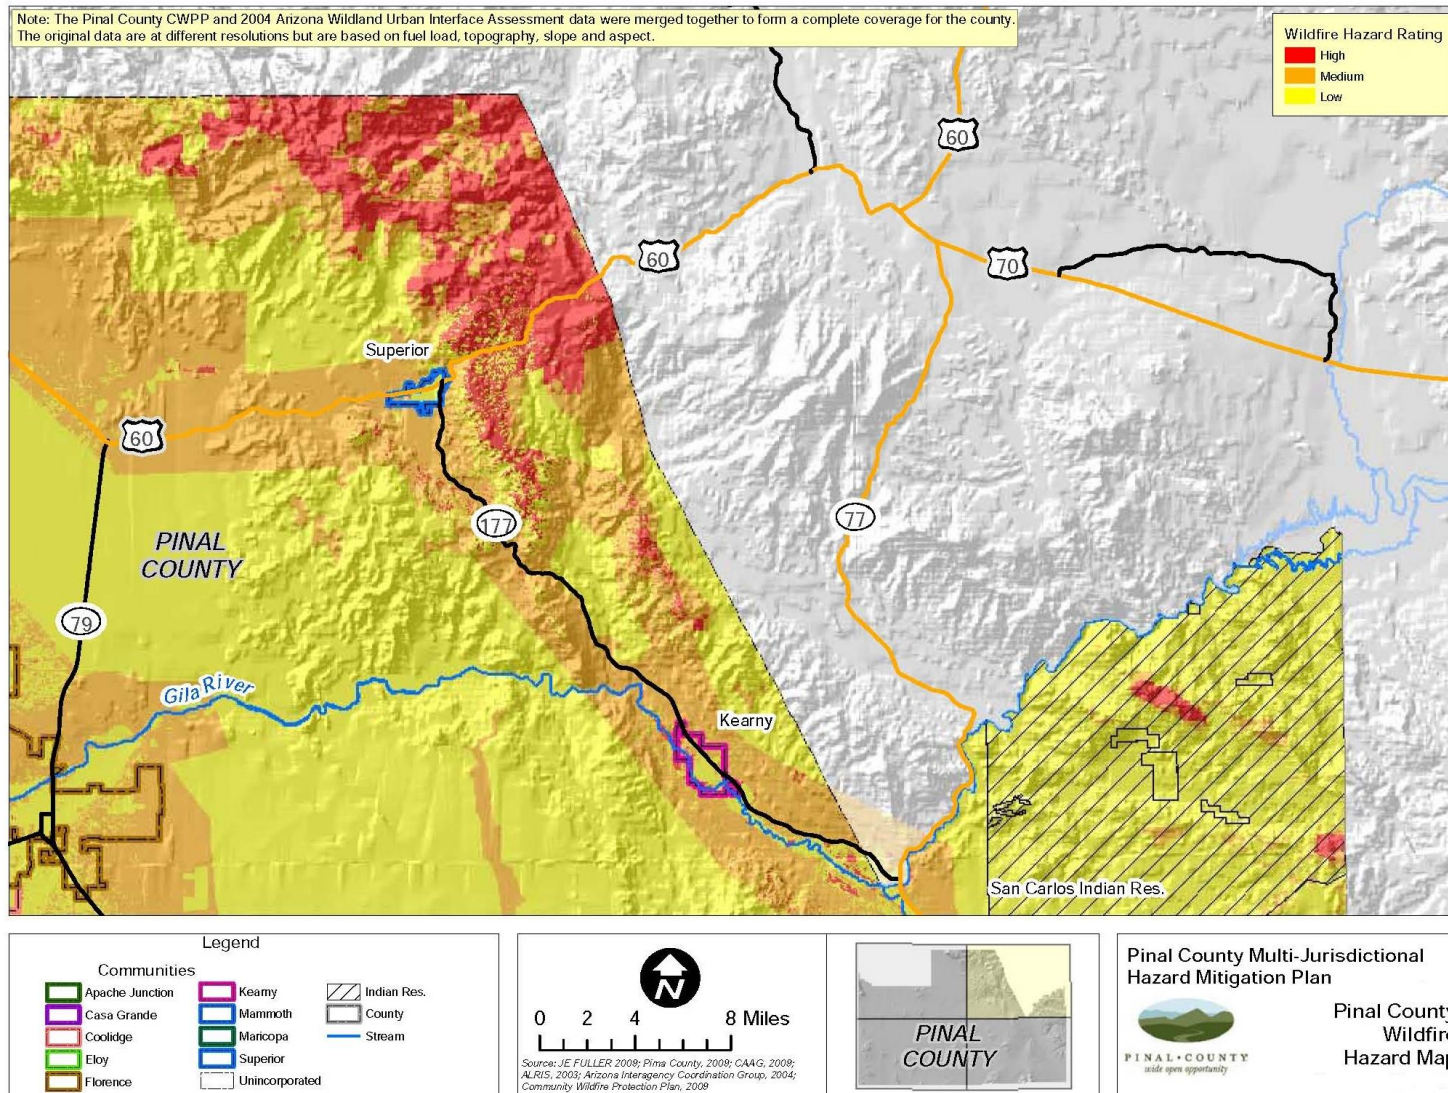 Note: The Pinal County CWPP and 2004 Arizona Wildland Urban Interface Assessment data were merged together to form a complete coverage for the county.
The original data are at different resolutions but are based on fuel load, topography, slope and aspect.
Wildfire Hazard Rating
High
Medium
Low
60
60
70
Superior
60
177
77
PINAL
COUNTY
79
Gila River
Kearny
San Carlos Indian Res.
Legend
Communities
Apache Junction
Casa Grande
Coolidge
Eloy
Florence
Kearny
Mammoth
Maricopa
Superior
Unincorporated
Indian Res.
County
Stream
N
0 2 4 8 Miles
Source: JE FULLER 2008; Pima County, 2008; CAAG, 2008;
ALRIS, 2003; Arizona Interagency Coordination Group, 2004;
Community Wildfire Protection Plan, 2009
PINAL
COUNTY
Pinal County Multi-Jurisdictional
Hazard Mitigation Plan
PINAL • COUNTY
wide open opportunity
Pinal County
Wildfire
Hazard Map